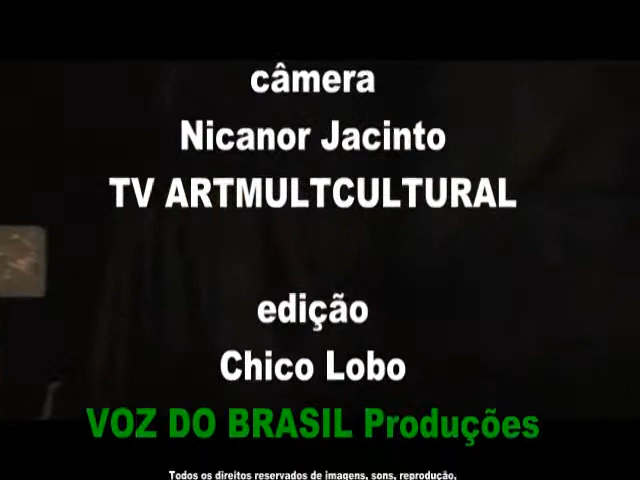 câmera
Nicanor Jacinto
TV ARTMULTCULTURAL
edição
Chico Lobo
VOZ DO BRASIL Produções
Todos os direitos reservados de imagens, sons, reprodução,